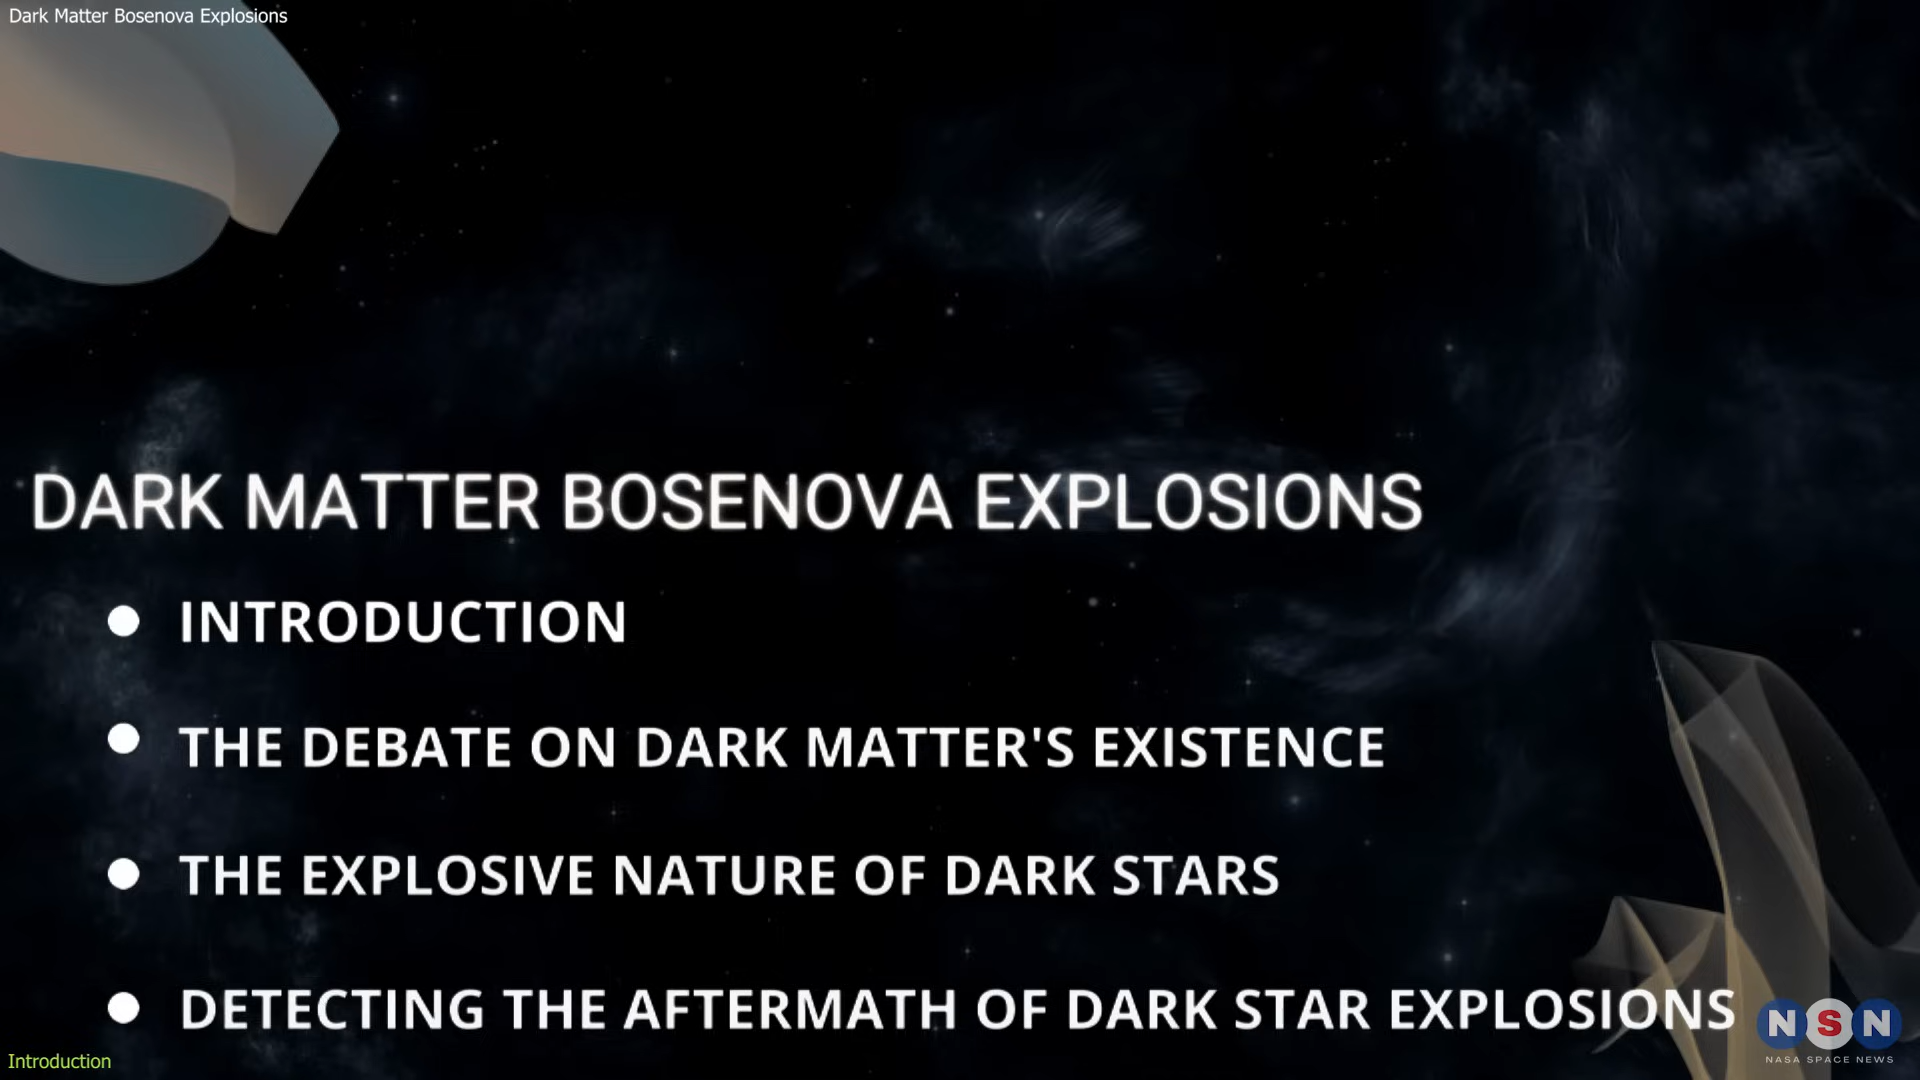 Dark Matter Bosenova Explosions
DARK MATTER BOSENOVA EXPLOSIONS
● INTRODUCTION
● THE DEBATE ON DARK MATTER'S EXISTENCE
● THE EXPLOSIVE NATURE OF DARK STARS
● DETECTING THE AFTERMATH OF DARK STAR EXPLOSIONS
NSN
NASA SPACE NEWS
Introduction